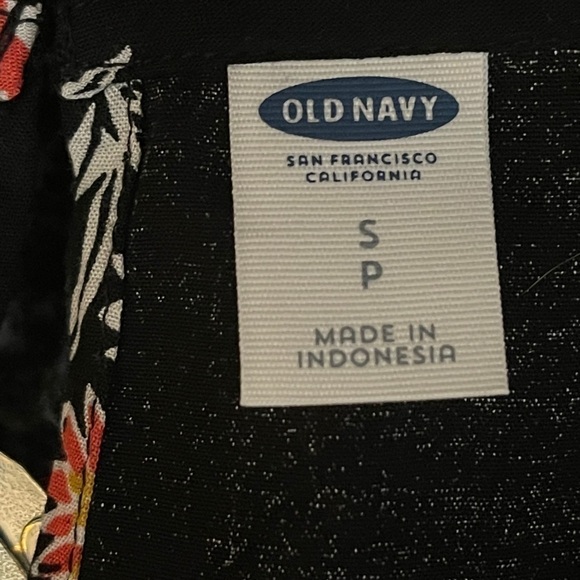 OLD NAVY
SAN FRANCISCO
CALIFORNIA
S
P
MADE IN
INDONESIA